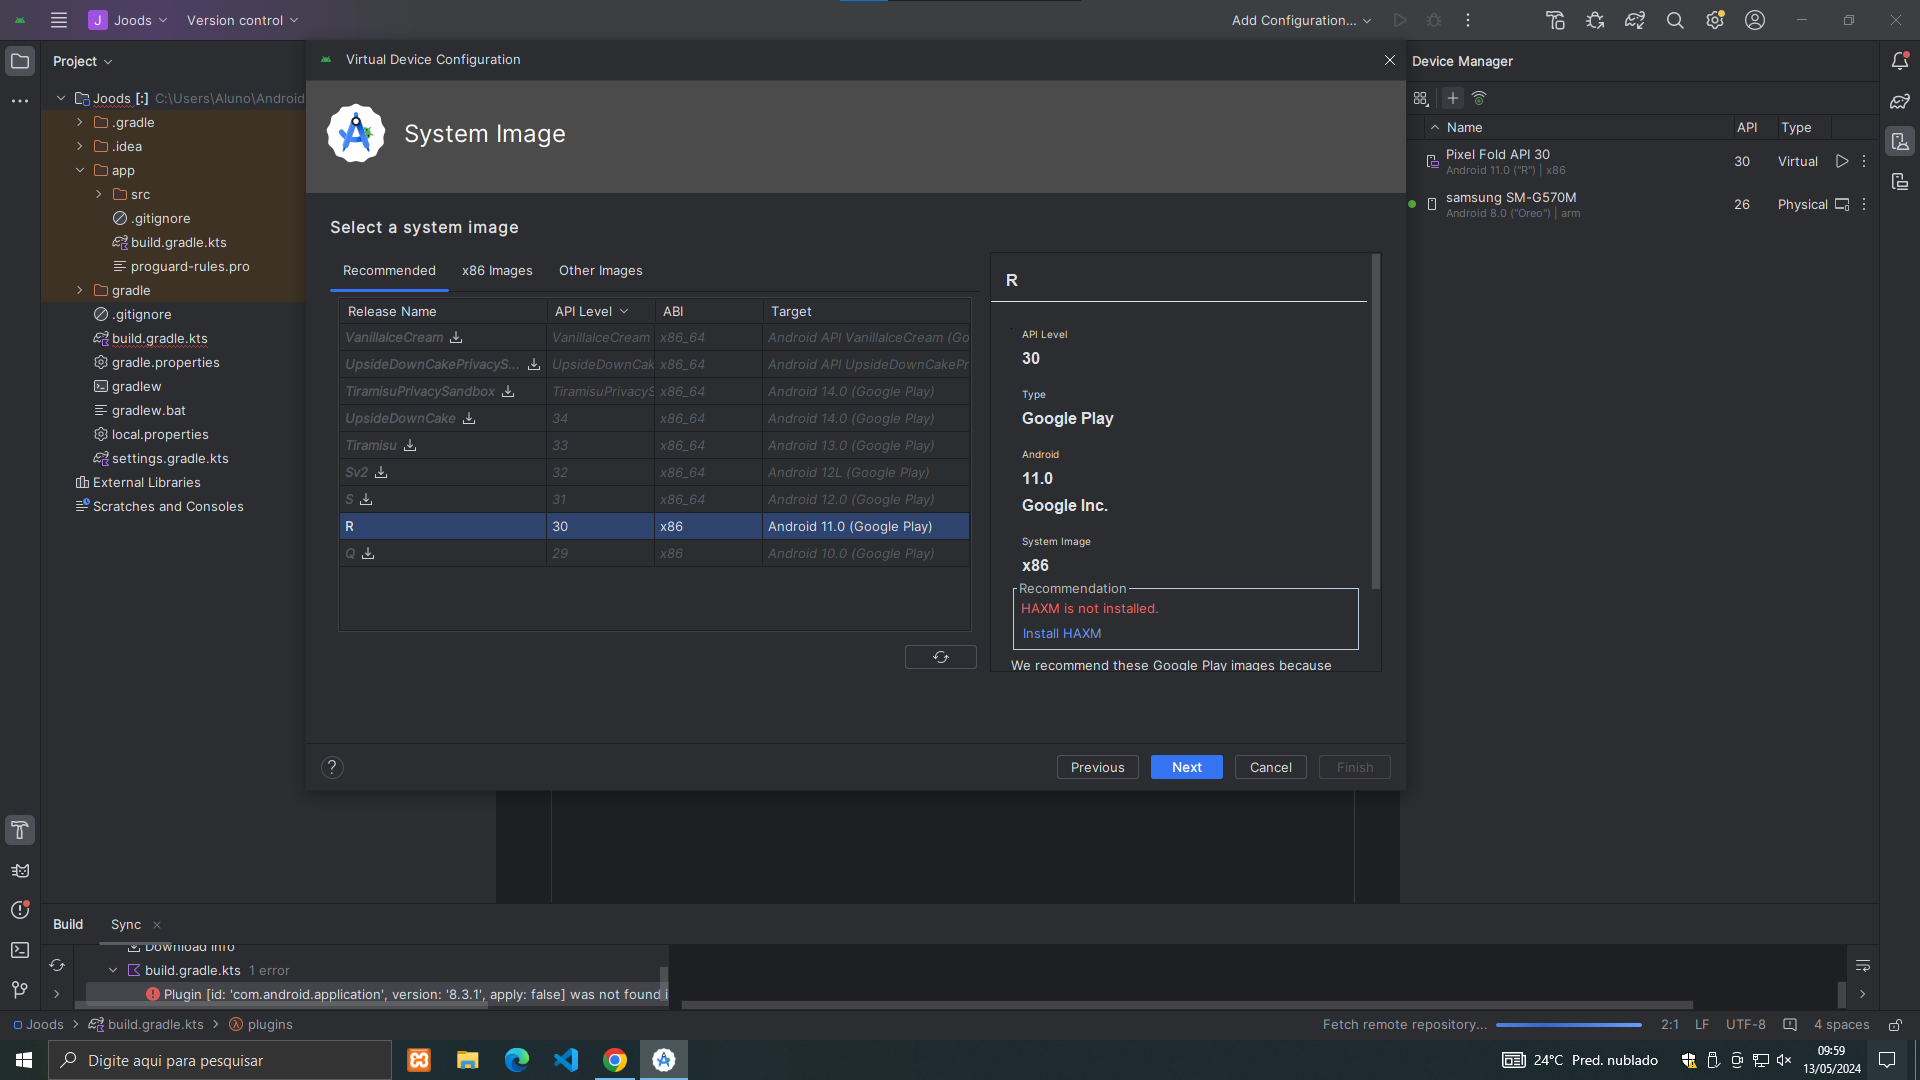 J Joods
Version control
Add Configuration...
Project
Virtual Device Configuration
Device Manager
Joods [:] C:\Users\Aluno\Android
.gradle
.idea
app
src
.gitignore
build.gradle.kts
proguard-rules.pro
gradle
.gitignore
build.gradle.kts
gradle.properties
gradlew
gradlew.bat
local.properties
settings.gradle.kts
External Libraries
Scratches and Consoles
System Image
Select a system image
Recommended x86 Images Other Images
Release Name API Level ABI Target
VanillaIceCream VanillaIceCream x86_64 Android API VanillaIceCream (Go
UpsideDownCakePrivacyS... UpsideDownCak x86_64 Android API UpsideDownCakePr
TiramisuPrivacySandbox TiramisuPrivacyS x86_64 Android 14.0 (Google Play)
UpsideDownCake 34 x86_64 Android 14.0 (Google Play)
Tiramisu 33 x86_64 Android 13.0 (Google Play)
Sv2 32 x86_64 Android 12L (Google Play)
S 31 x86_64 Android 12.0 (Google Play)
R 30 x86 Android 11.0 (Google Play)
Q 29 x86 Android 10.0 (Google Play)
R
API Level
30
Type
Google Play
Android
11.0
Google Inc.
System Image
x86
Recommendation
HAXM is not installed.
Install HAXM
We recommend these Google Play images because
? Previous Next Cancel Finish
Name API Type
Pixel Fold API 30 30 Virtual
Android 11.0 ("R") | x86
samsung SM-G570M 26 Physical
Android 8.0 ("Oreo") | arm
Build Sync
Download info
build.gradle.kts 1 error
Plugin [id: 'com.android.application', version: '8.3.1', apply: false] was not found i
Joods build.gradle.kts plugins
Fetch remote repository... 2:1 LF UTF-8 4 spaces
Digite aqui para pesquisar
24°C Pred. nublado
09:59
13/05/2024